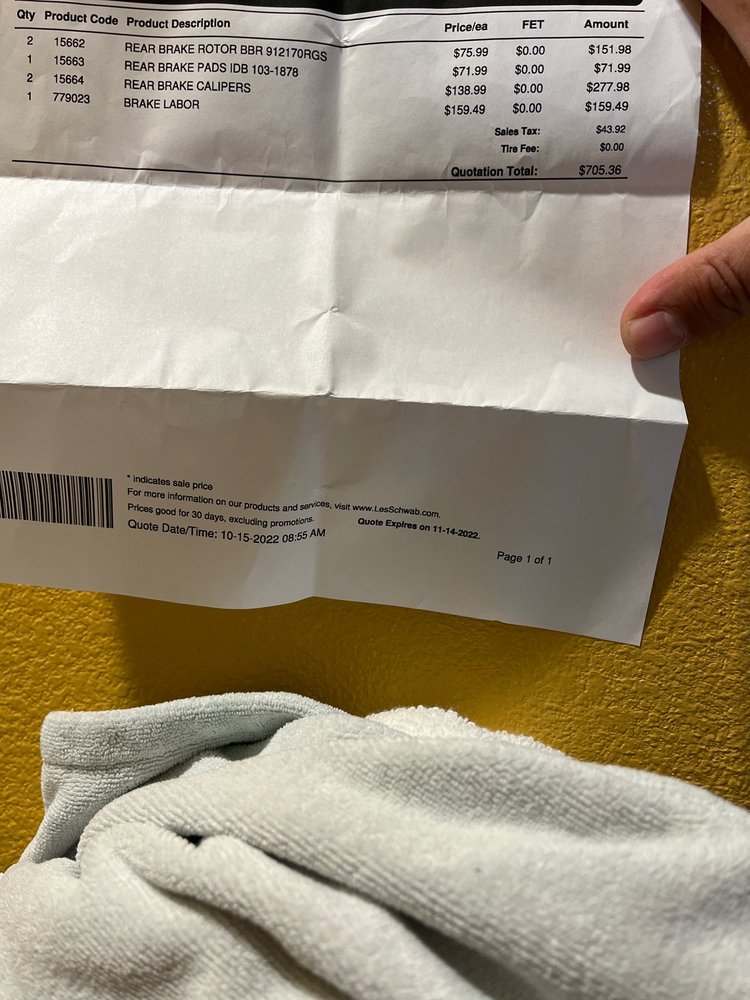 Qty Product Code Product Description Price/ea FET Amount
2 15662 REAR BRAKE ROTOR BBR 912170RGS $75.99 $0.00 $151.98
1 15663 REAR BRAKE PADS IDB 103-1878 $71.99 $0.00 $71.99
2 15664 REAR BRAKE CALIPERS $138.99 $0.00 $277.98
1 779023 BRAKE LABOR $159.49 $0.00 $159.49
Sales Tax: $43.92
Tire Fee: $0.00
Quotation Total: $705.36
* indicates sale price
For more information on our products and services, visit www.LesSchwab.com.
Prices good for 30 days, excluding promotions. Quote Expires on 11-14-2022.
Quote Date/Time: 10-15-2022 08:55 AM
Page 1 of 1